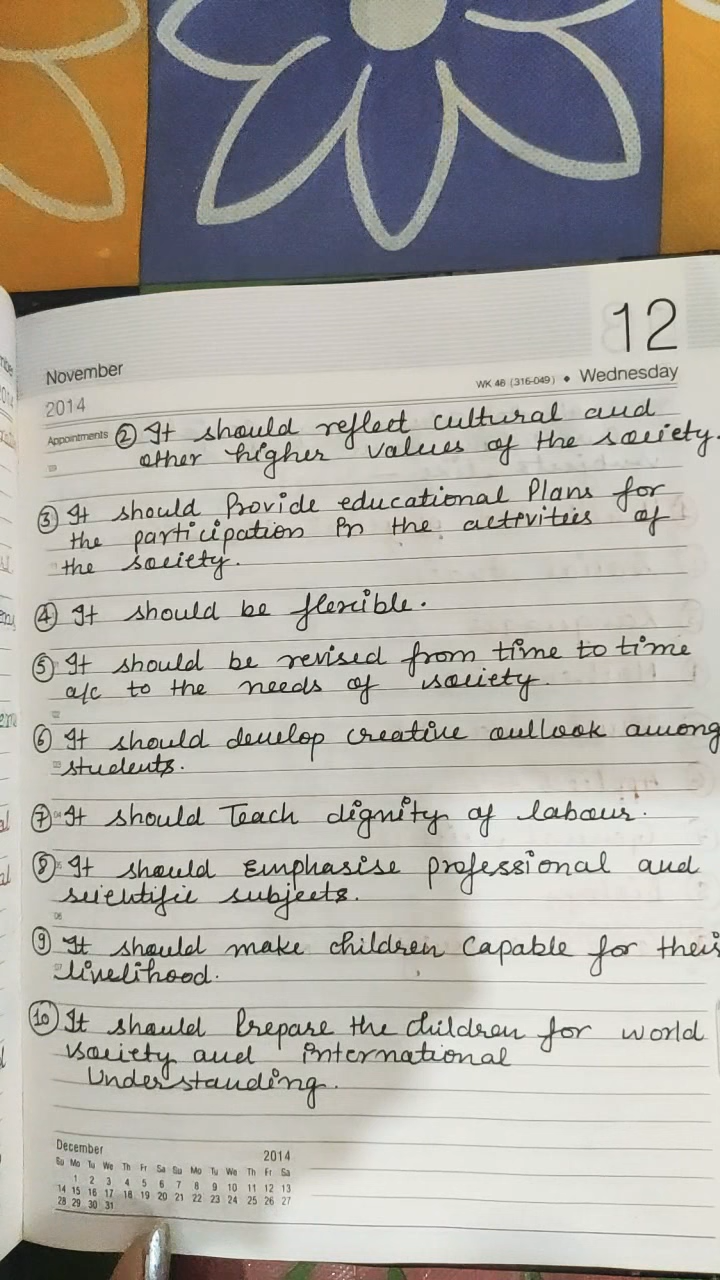 12
November
WK 46 (316-049) • Wednesday
2014
Appointments ② It should reflect cultural and
other higher values of the society.
③ It should Provide educational Plans for
the participation in the activities of
the society.
④ It should be flexible.
⑤ It should be revised from time to time
a/c to the needs of society.
⑥ It should develop creative outlook among
students.
⑦ It should Teach dignity of labour.
⑧ It should Emphasise professional and
scientific subjects.
⑨ It should make children Capable for their
livelihood.
⑩ It should Prepare the children for world
society and international
Understanding.
December 2014
Su Mo Tu We Th Fr Sa Su Mo Tu We Th Fr Sa
1 2 3 4 5 6 7 8 9 10 11 12 13
14 15 16 17 18 19 20 21 22 23 24 25 26 27
28 29 30 31